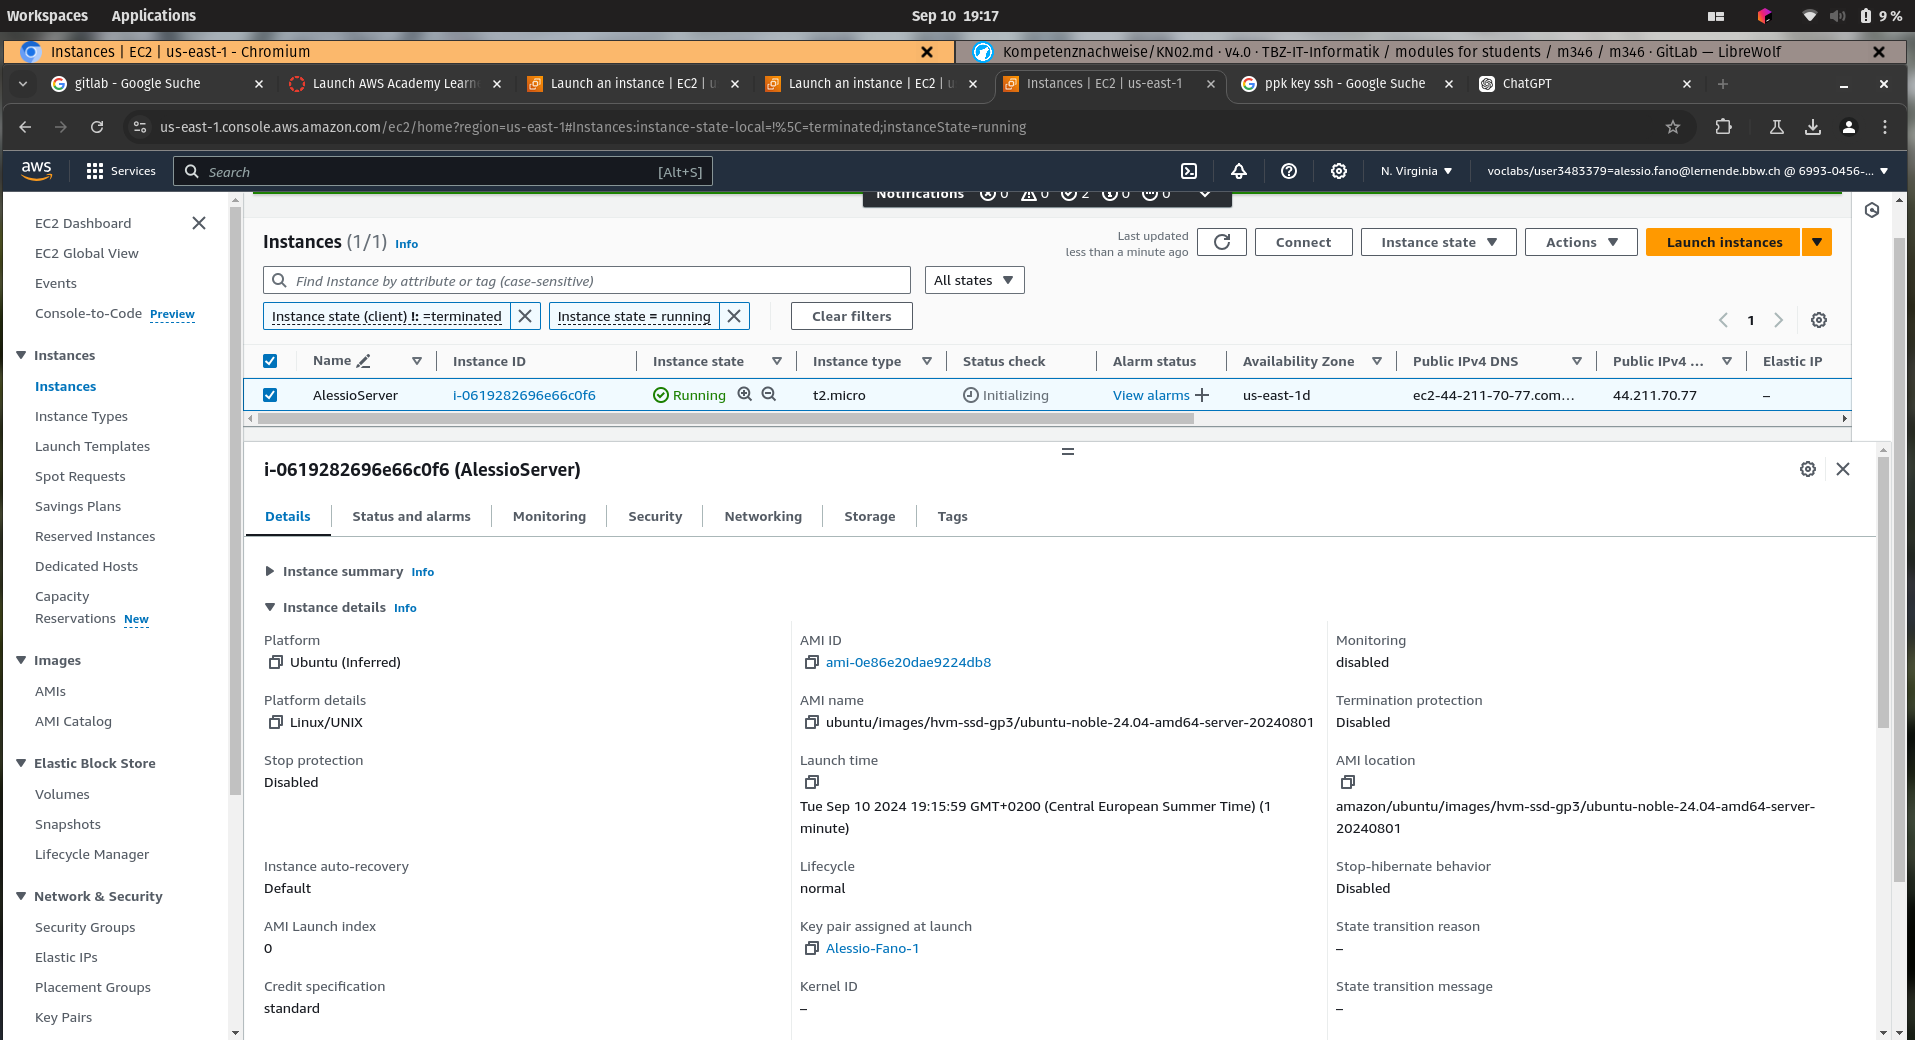 Workspaces Applications Sep 10 19:17 9 %
Instances | EC2 | us-east-1 - Chromium Kompetenznachweise/KN02.md · v4.0 · TBZ-IT-Informatik / modules for students / m346 / m346 · GitLab — LibreWolf
gitlab - Google Suche Launch AWS Academy Learn Launch an instance | EC2 | u Launch an instance | EC2 | u Instances | EC2 | us-east-1 ppk key ssh - Google Suche ChatGPT
us-east-1.console.aws.amazon.com/ec2/home?region=us-east-1#Instances:instance-state-local=!%5C=terminated;instanceState=running
aws Services Search [Alt+S] N. Virginia voclabs/user3483379=alessio.fano@lernende.bbw.ch @ 6993-0456-...
Notifications 0 0 2 0 0
EC2 Dashboard
EC2 Global View
Events
Console-to-Code Preview
Instances
Instances
Instance Types
Launch Templates
Spot Requests
Savings Plans
Reserved Instances
Dedicated Hosts
Capacity
Reservations New
Images
AMIs
AMI Catalog
Elastic Block Store
Volumes
Snapshots
Lifecycle Manager
Network & Security
Security Groups
Elastic IPs
Placement Groups
Key Pairs
Instances (1/1) Info
Last updated
less than a minute ago
Connect Instance state Actions Launch instances
Find Instance by attribute or tag (case-sensitive) All states
Instance state (client) !: =terminated Instance state = running Clear filters 1
Name Instance ID Instance state Instance type Status check Alarm status Availability Zone Public IPv4 DNS Public IPv4 ... Elastic IP
AlessioServer i-0619282696e66c0f6 Running t2.micro Initializing View alarms us-east-1d ec2-44-211-70-77.com... 44.211.70.77 –
i-0619282696e66c0f6 (AlessioServer)
Details Status and alarms Monitoring Security Networking Storage Tags
Instance summary Info
Instance details Info
Platform
Ubuntu (Inferred)
AMI ID
ami-0e86e20dae9224db8
Monitoring
disabled
Platform details
Linux/UNIX
AMI name
ubuntu/images/hvm-ssd-gp3/ubuntu-noble-24.04-amd64-server-20240801
Termination protection
Disabled
Stop protection
Disabled
Launch time
Tue Sep 10 2024 19:15:59 GMT+0200 (Central European Summer Time) (1
minute)
AMI location
amazon/ubuntu/images/hvm-ssd-gp3/ubuntu-noble-24.04-amd64-server-
20240801
Instance auto-recovery
Default
Lifecycle
normal
Stop-hibernate behavior
Disabled
AMI Launch index
0
Key pair assigned at launch
Alessio-Fano-1
State transition reason
–
Credit specification
standard
Kernel ID
–
State transition message
–